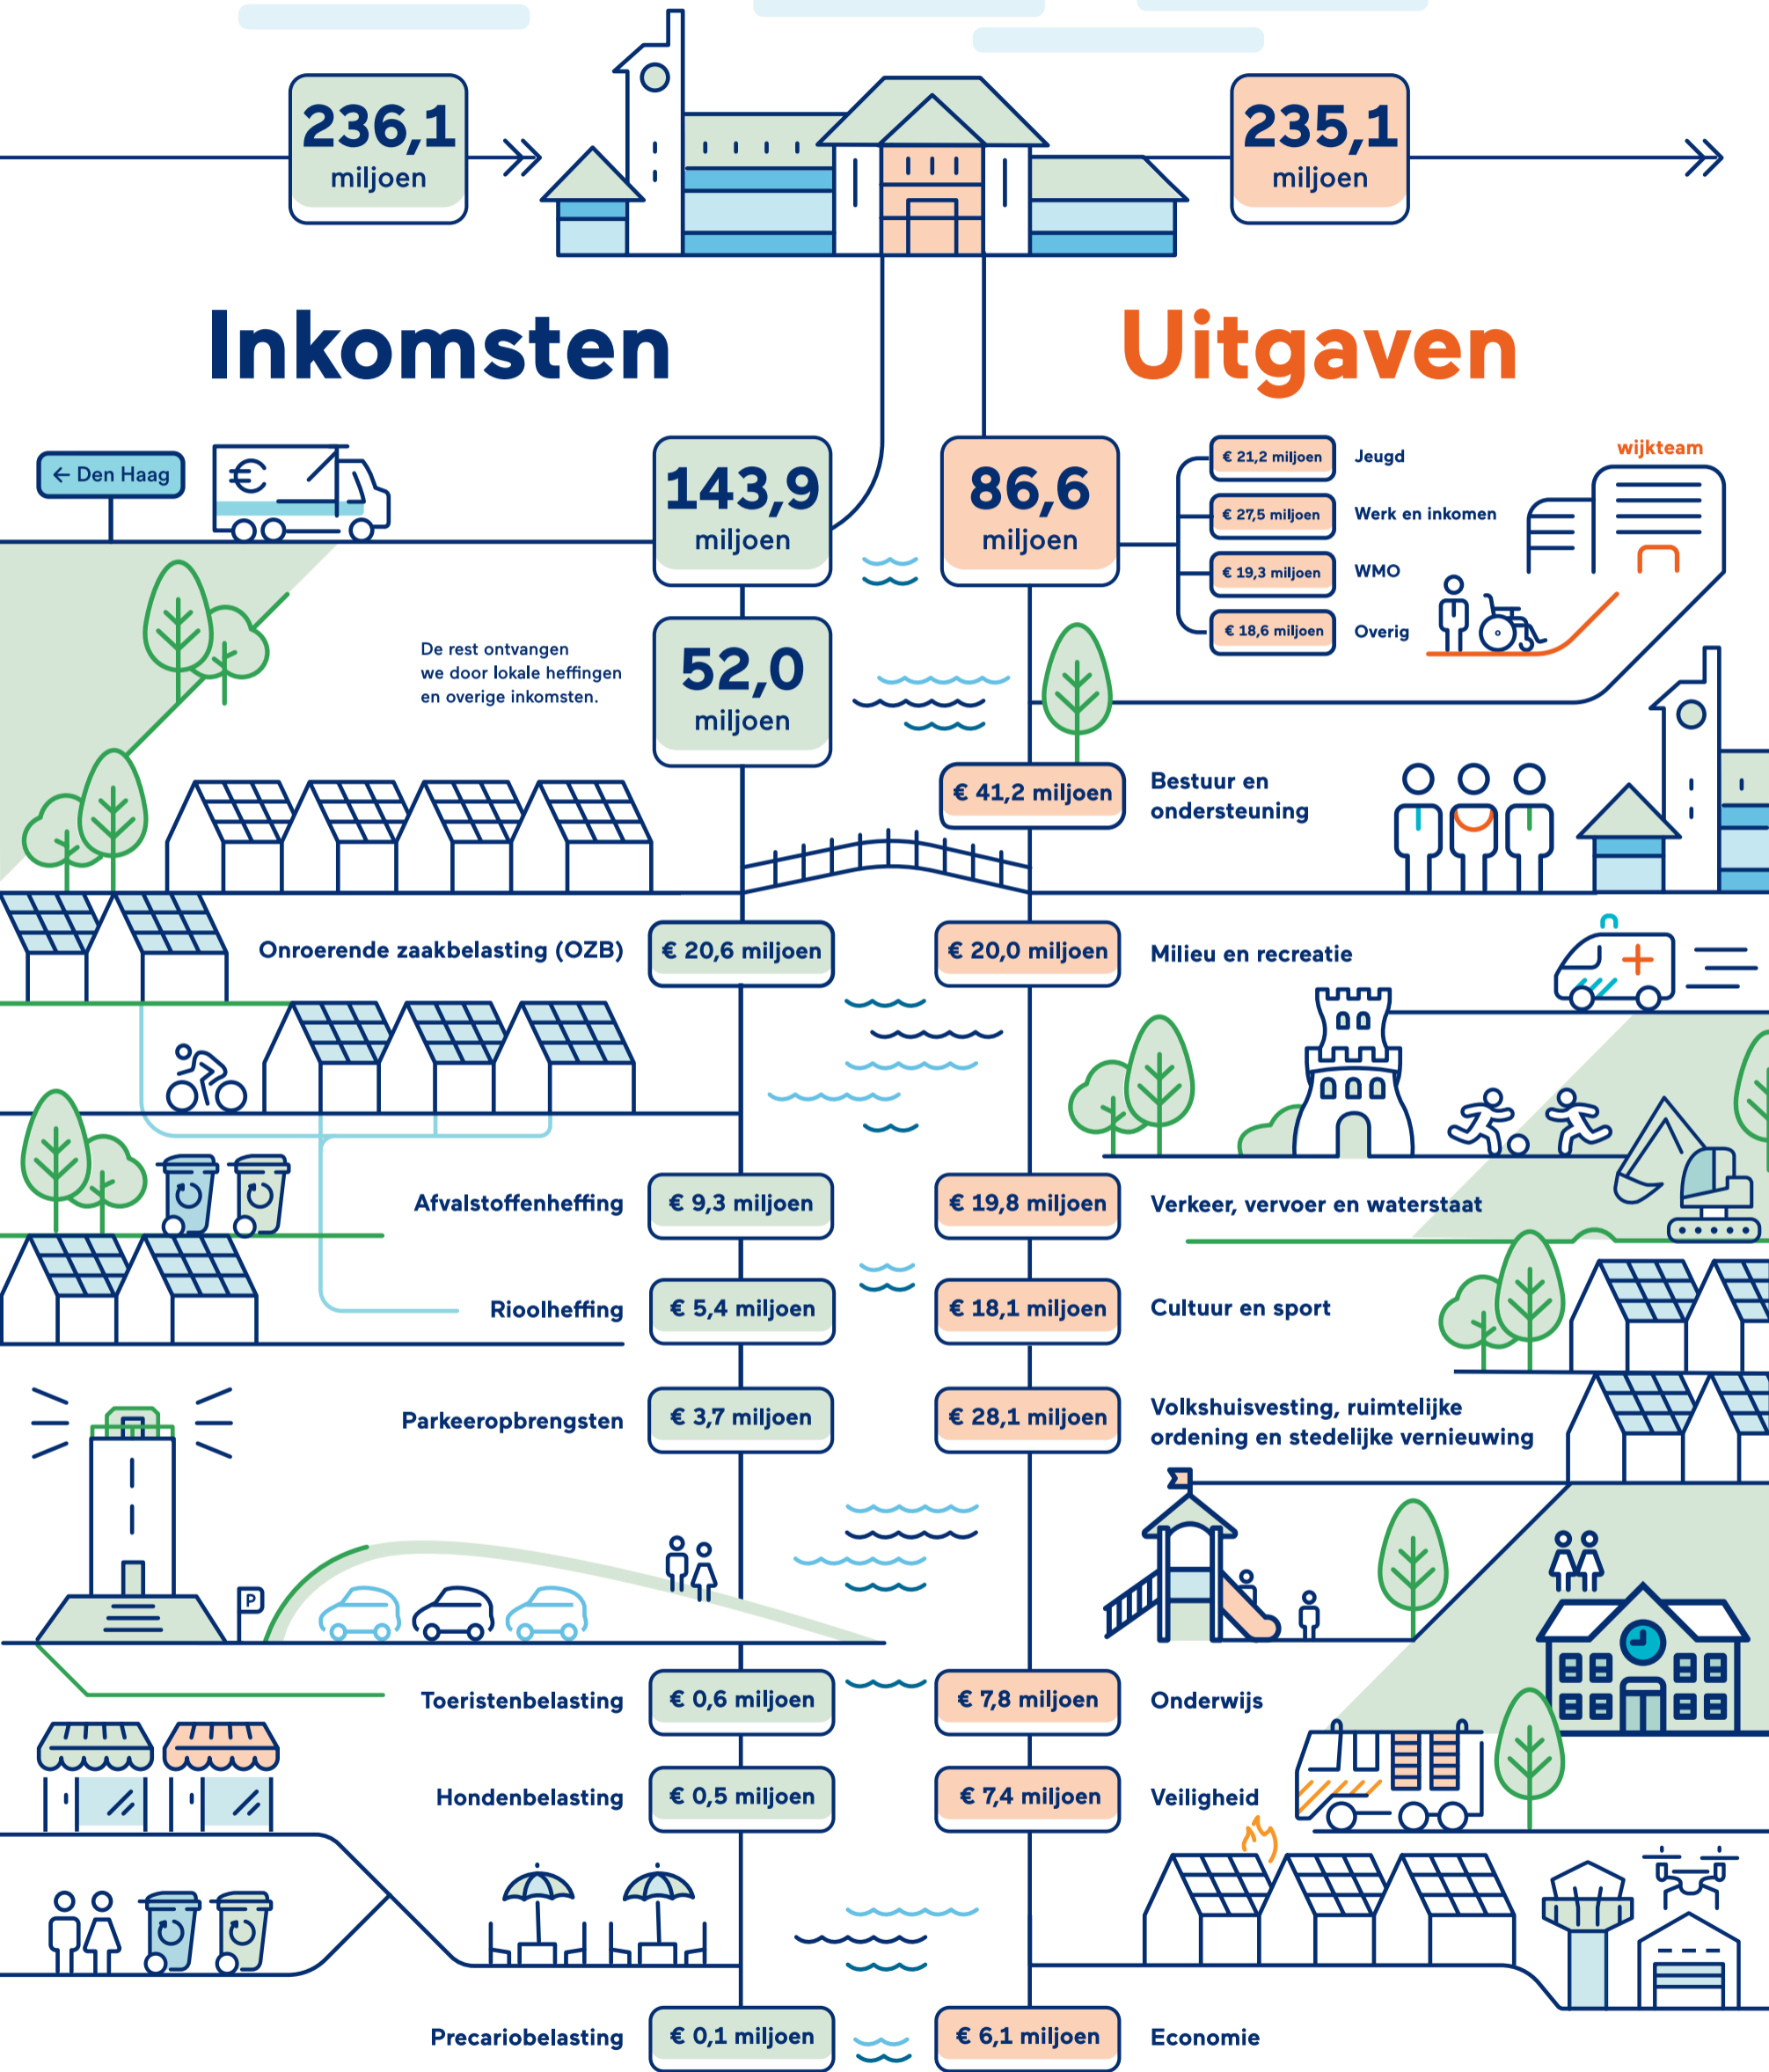 236,1
miljoen
235,1
miljoen
Inkomsten
Uitgaven
← Den Haag
€
143,9
miljoen
De rest ontvangen
we door lokale heffingen
en overige inkomsten.
52,0
miljoen
86,6
miljoen
€ 21,2 miljoen Jeugd
€ 27,5 miljoen Werk en inkomen
€ 19,3 miljoen WMO
€ 18,6 miljoen Overig
wijkteam
€ 41,2 miljoen
Bestuur en
ondersteuning
Onroerende zaakbelasting (OZB) € 20,6 miljoen
€ 20,0 miljoen Milieu en recreatie
Afvalstoffenheffing € 9,3 miljoen
€ 19,8 miljoen Verkeer, vervoer en waterstaat
Rioolheffing € 5,4 miljoen
€ 18,1 miljoen Cultuur en sport
Parkeeropbrengsten € 3,7 miljoen
€ 28,1 miljoen
Volkshuisvesting, ruimtelijke
ordening en stedelijke vernieuwing
P
Toeristenbelasting € 0,6 miljoen
€ 7,8 miljoen Onderwijs
Hondenbelasting € 0,5 miljoen
€ 7,4 miljoen Veiligheid
Precariobelasting € 0,1 miljoen
€ 6,1 miljoen Economie